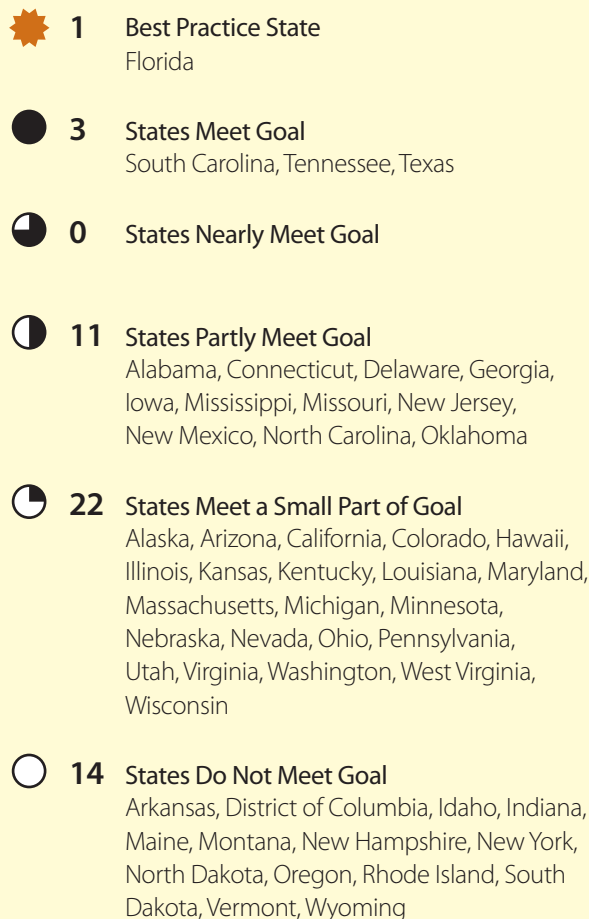 1 Best Practice State
Florida
3 States Meet Goal
South Carolina, Tennessee, Texas
0 States Nearly Meet Goal
11 States Partly Meet Goal
Alabama, Connecticut, Delaware, Georgia,
Iowa, Mississippi, Missouri, New Jersey,
New Mexico, North Carolina, Oklahoma
22 States Meet a Small Part of Goal
Alaska, Arizona, California, Colorado, Hawaii,
Illinois, Kansas, Kentucky, Louisiana, Maryland,
Massachusetts, Michigan, Minnesota,
Nebraska, Nevada, Ohio, Pennsylvania,
Utah, Virginia, Washington, West Virginia,
Wisconsin
14 States Do Not Meet Goal
Arkansas, District of Columbia, Idaho, Indiana,
Maine, Montana, New Hampshire, New York,
North Dakota, Oregon, Rhode Island, South
Dakota, Vermont, Wyoming